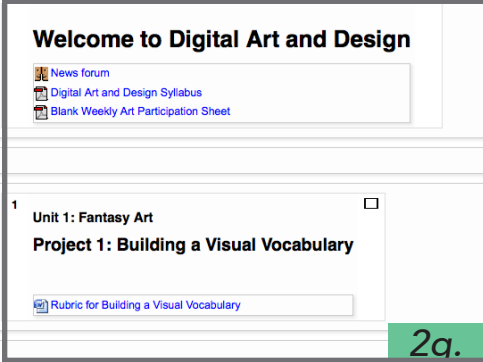 Welcome to Digital Art and Design
News forum
Digital Art and Design Syllabus
Blank Weekly Art Participation Sheet
1
Unit 1: Fantasy Art
Project 1: Building a Visual Vocabulary
Rubric for Building a Visual Vocabulary
2g.